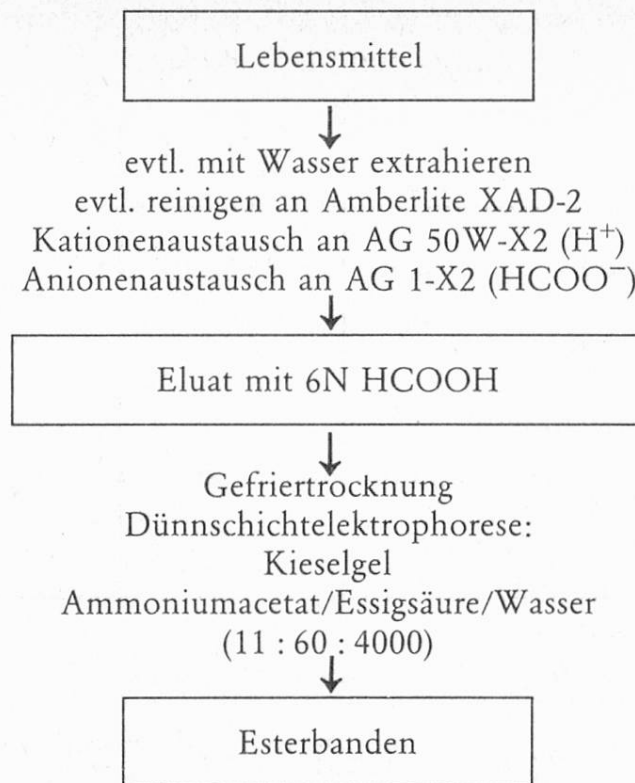 Lebensmittel
evtl. mit Wasser extrahieren
evtl. reinigen an Amberlite XAD-2
Kationenaustausch an AG 50W-X2 (H⁺)
Anionenaustausch an AG 1-X2 (HCOO⁻)
Eluat mit 6N HCOOH
Gefriertrocknung
Dünnschichtelektrophorese:
Kieselgel
Ammoniumacetat/Essigsäure/Wasser
(11 : 60 : 4000)
Esterbanden